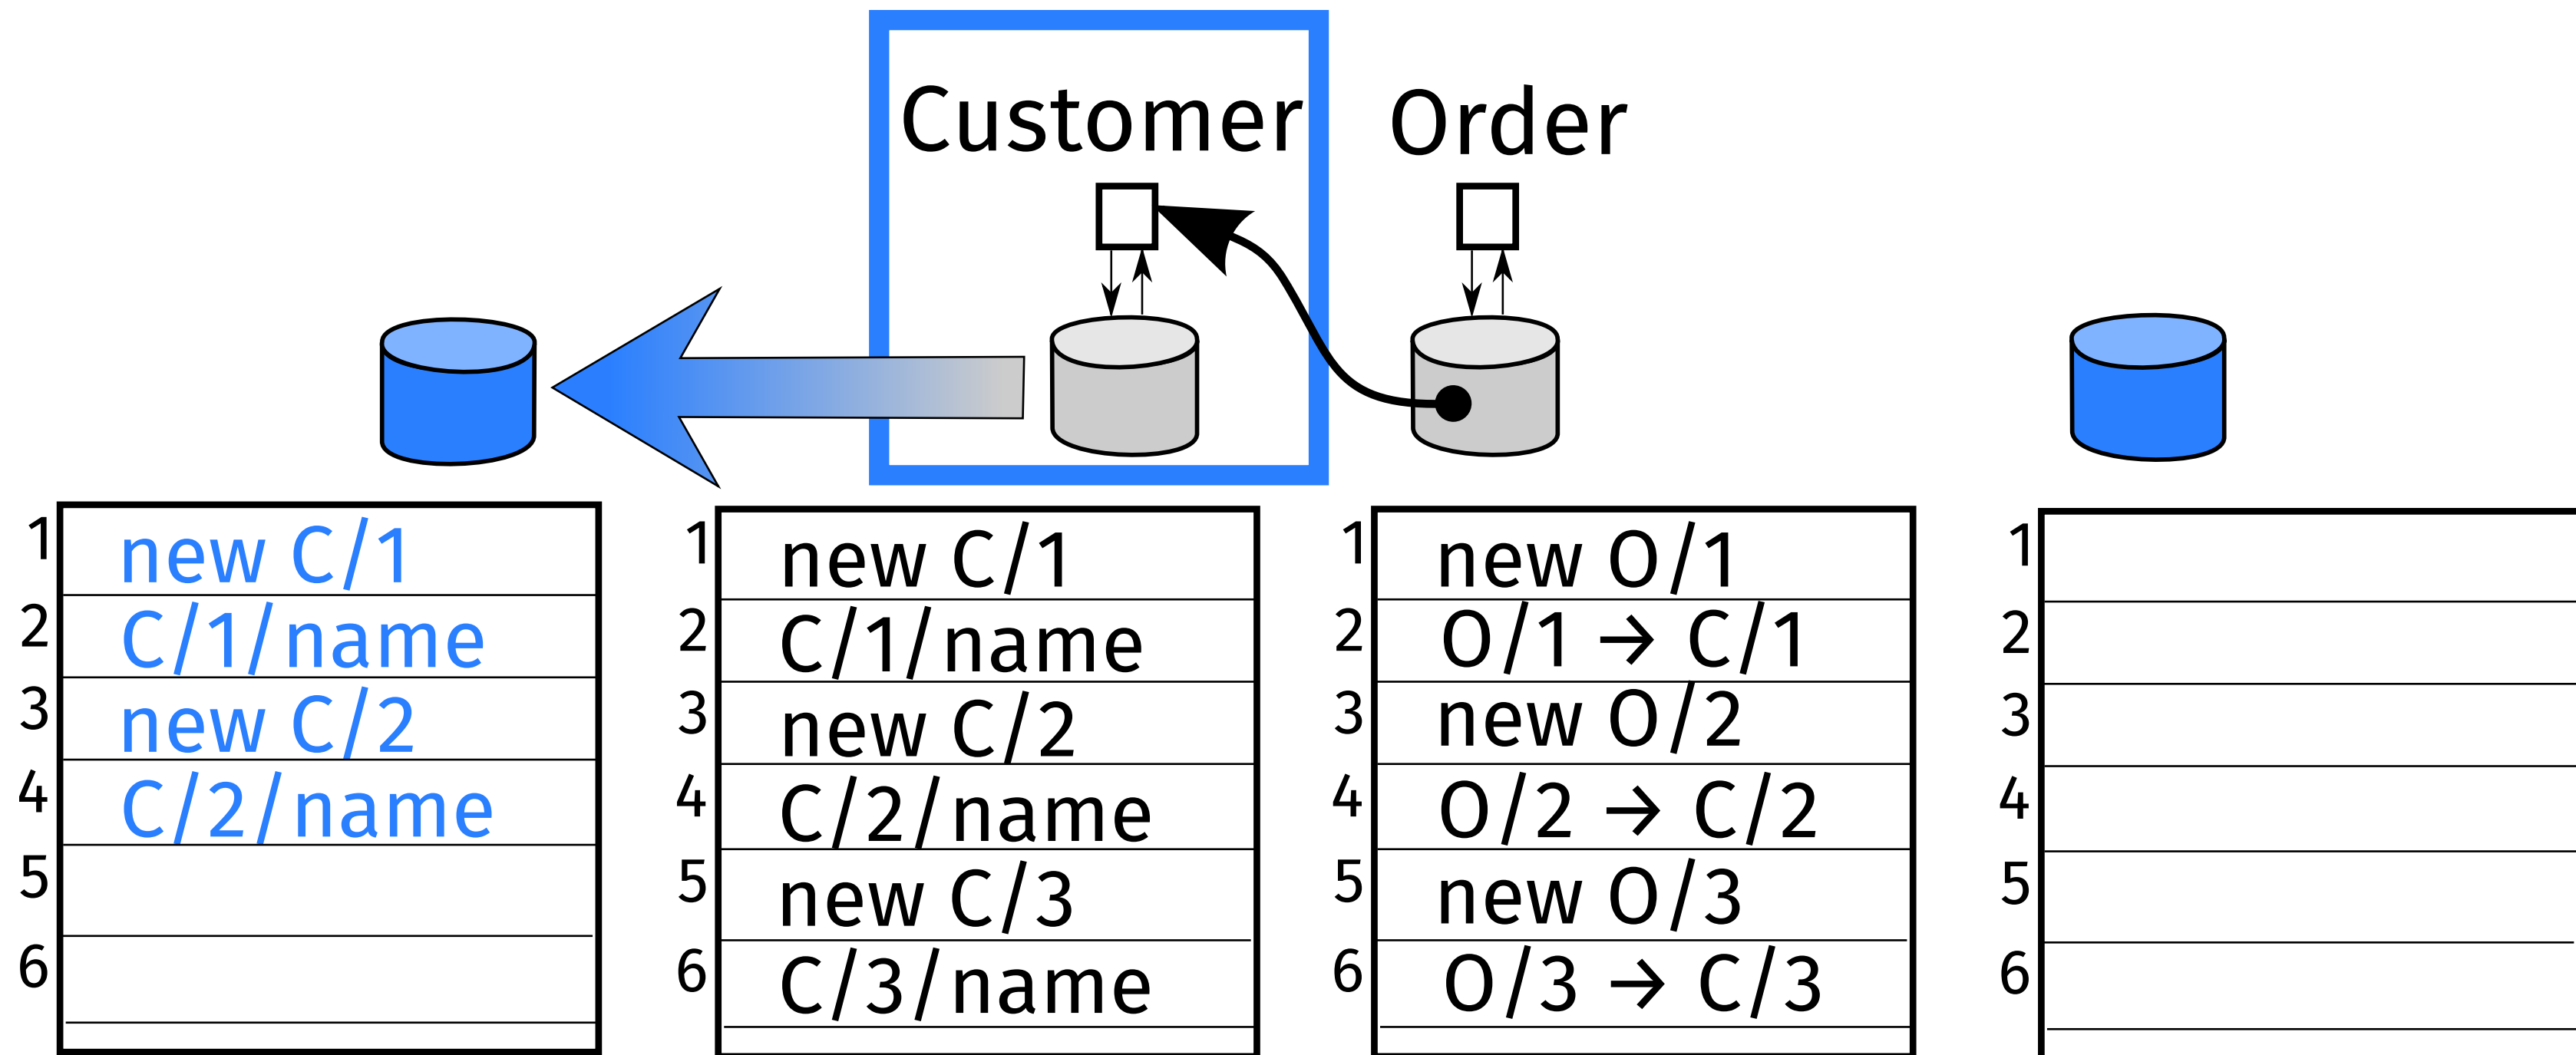 Customer
Order
1 new C/1
2 C/1/name
3 new C/2
4 C/2/name
5
6
1 new C/1
2 C/1/name
3 new C/2
4 C/2/name
5 new C/3
6 C/3/name
1 new O/1
2 O/1 → C/1
3 new O/2
4 O/2 → C/2
5 new O/3
6 O/3 → C/3
1
2
3
4
5
6